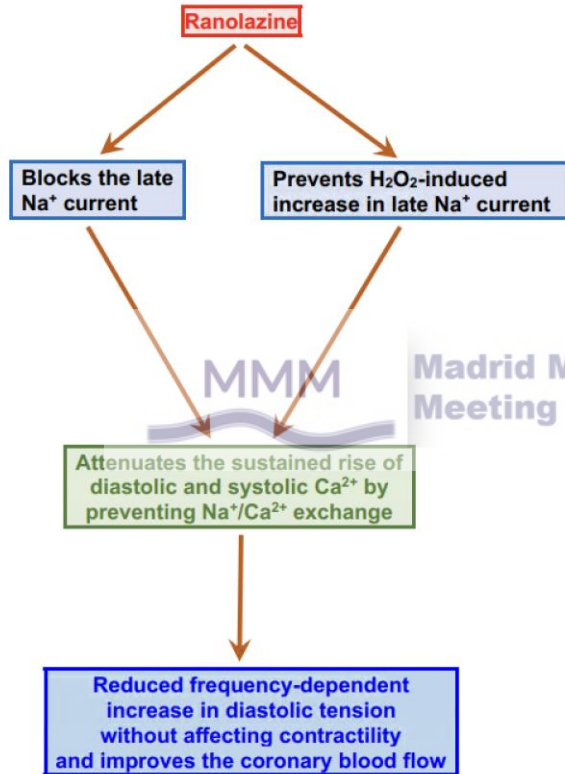 Ranolazine
Blocks the late
Na⁺ current
Prevents H₂O₂-induced
increase in late Na⁺ current
MMM
Madrid M
Meeting
Attenuates the sustained rise of
diastolic and systolic Ca²⁺ by
preventing Na⁺/Ca²⁺ exchange
Reduced frequency-dependent
increase in diastolic tension
without affecting contractility
and improves the coronary blood flow